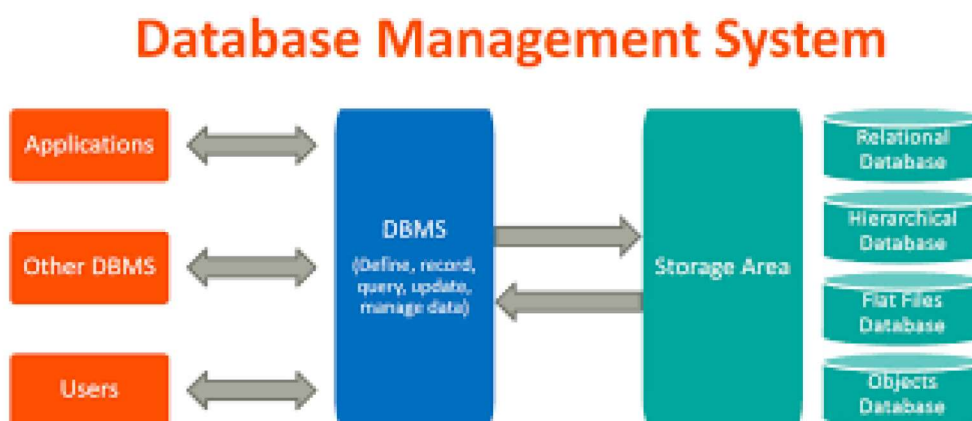 Database Management System
Applications
Other DBMS
Users
DBMS
(Define, record,
query, update,
manage data)
Storage Area
Relational
Database
Hierarchical
Database
Flat Files
Database
Objects
Database